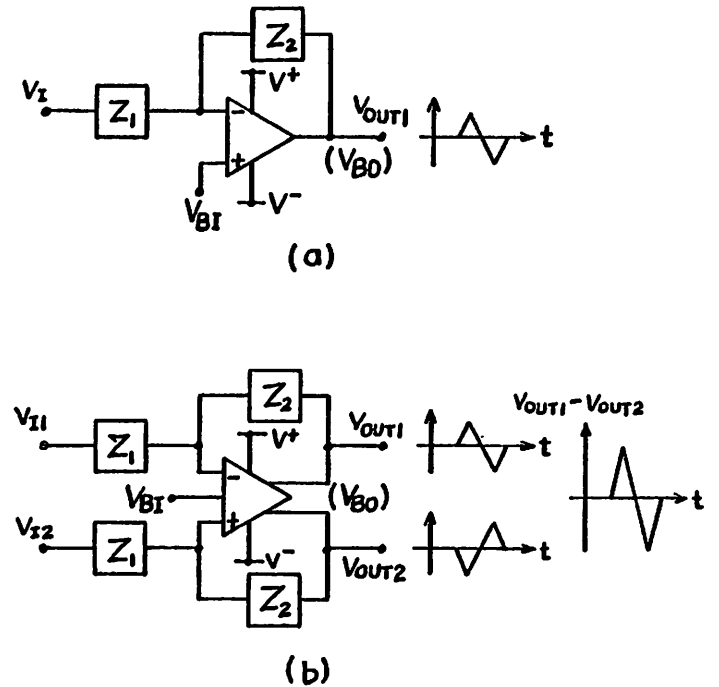 Z2
V+
VI
Z1
−
VOUT1
t
+
(VBO)
VBI
V−
(a)
Z2
VOUT1 − VOUT2
VI1
Z1
V+
VOUT1
t
−
VBI
(VBO)
t
VI2
+
Z1
V−
VOUT2
t
Z2
(b)